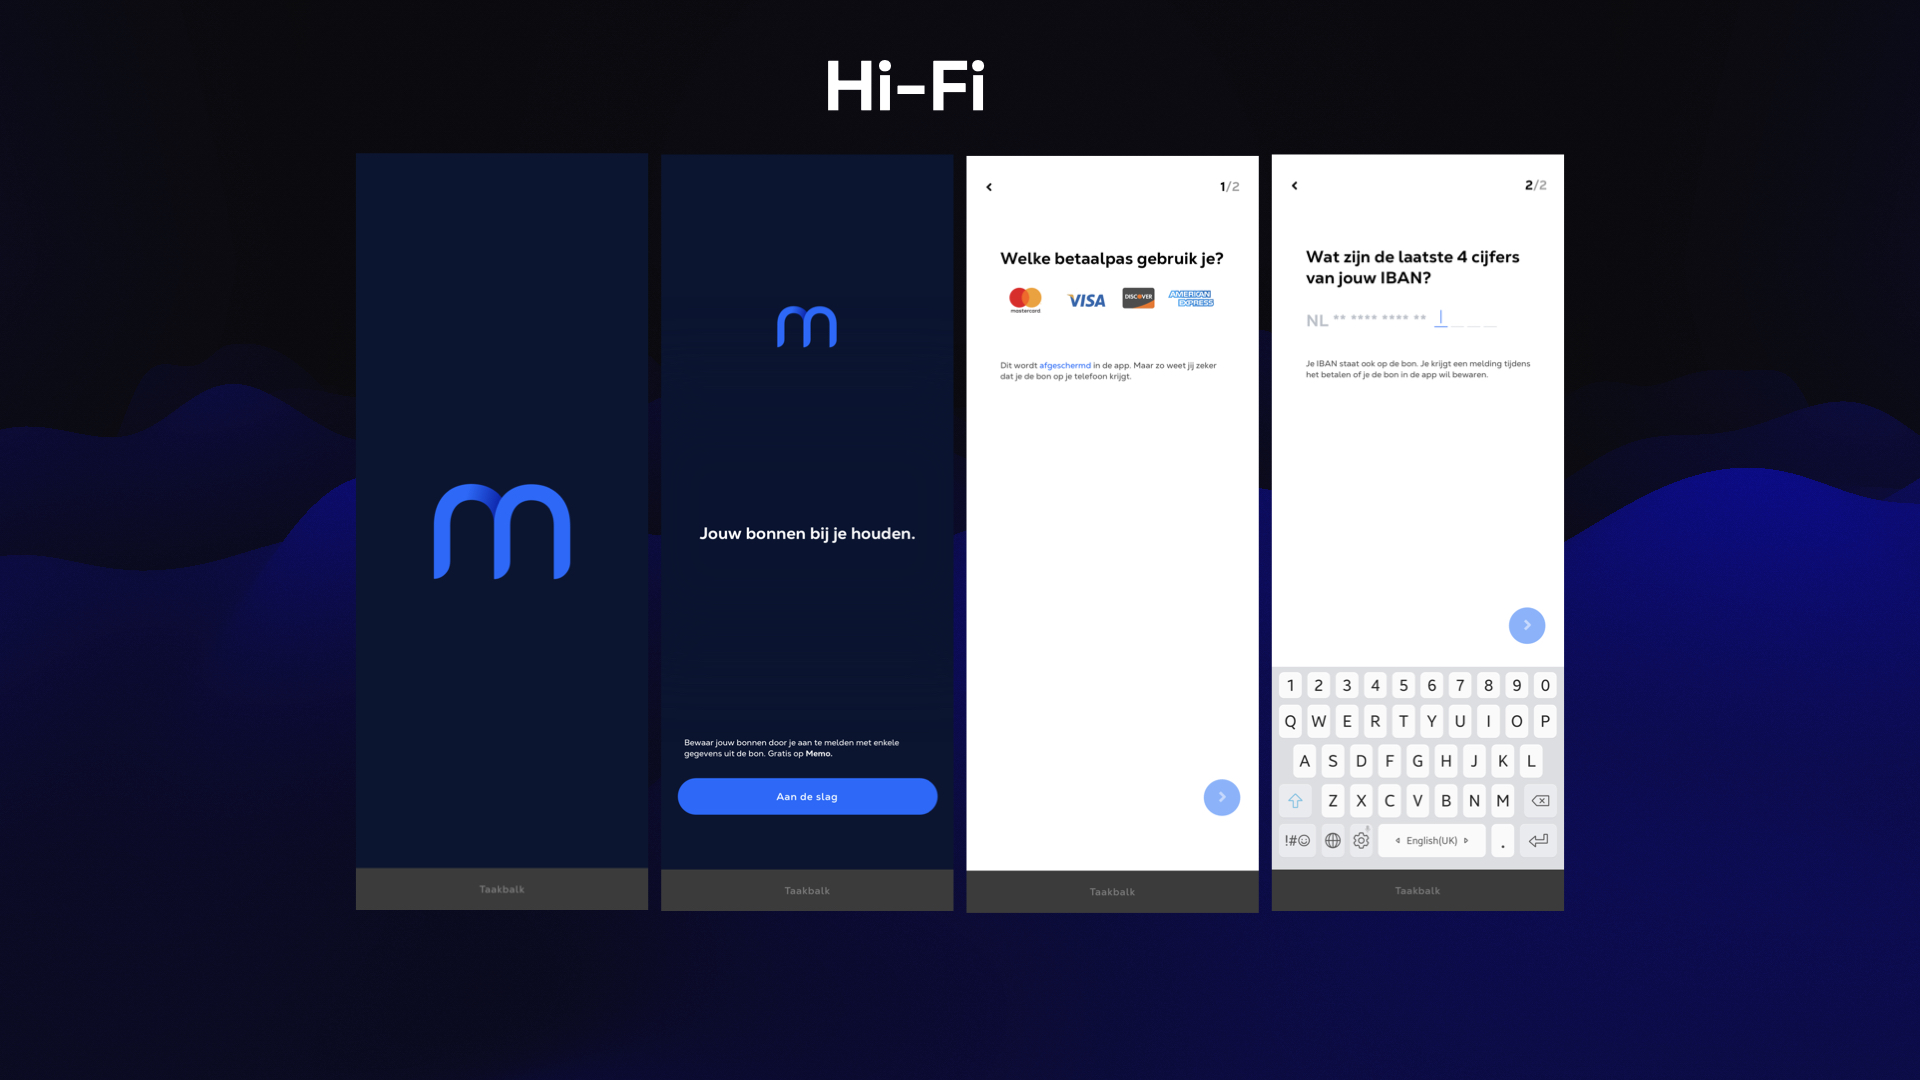 Hi-Fi
m
Taakbalk
m
Jouw bonnen bij je houden.
Bewaar jouw bonnen door je aan te melden met enkele
gegevens uit de bon. Gratis op Memo.
Aan de slag
Taakbalk
1/2
Welke betaalpas gebruik je?
mastercard
VISA
DISCOVER
AMERICAN
EXPRESS
Dit wordt afgeschermd in de app. Maar zo weet jij zeker
dat je de bon op je telefoon krijgt.
Taakbalk
2/2
Wat zijn de laatste 4 cijfers
van jouw IBAN?
NL ** **** **** ** | _ _ _
Je IBAN staat ook op de bon. Je krijgt een melding tijdens
het betalen of je de bon in de app wil bewaren.
1 2 3 4 5 6 7 8 9 0
Q W E R T Y U I O P
A S D F G H J K L
Z X C V B N M
!#☺ English(UK) .
Taakbalk